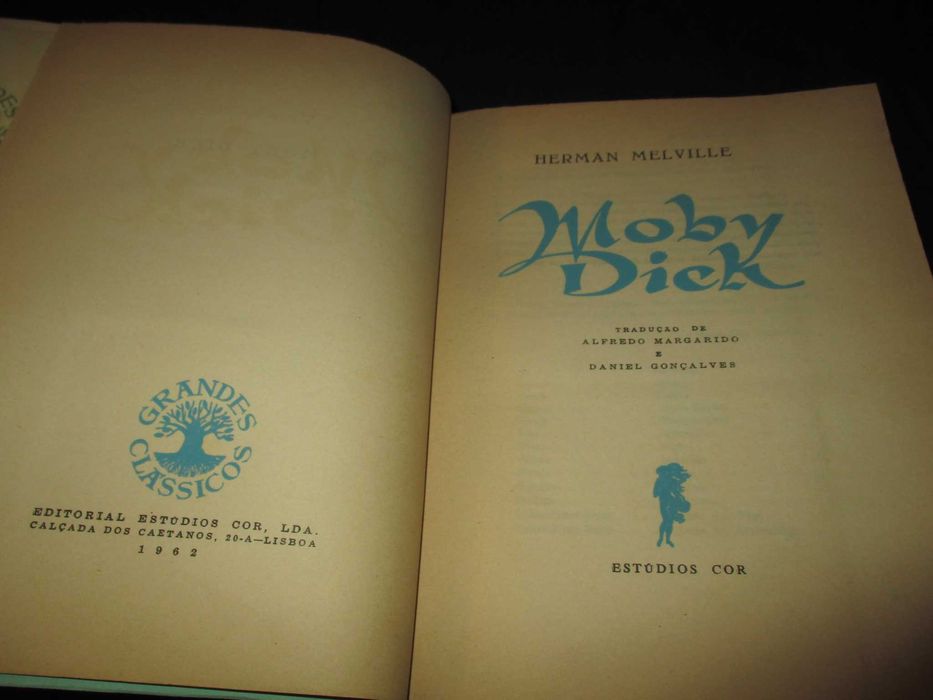 GRANDES
CLÁSSICOS
EDITORIAL ESTÚDIOS COR, LDA.
CALÇADA DOS CAETANOS, 20-A—LISBOA
1962
HERMAN MELVILLE
Moby
Dick
TRADUÇÃO DE
ALFREDO MARGARIDO
E
DANIEL GONÇALVES
ESTÚDIOS COR